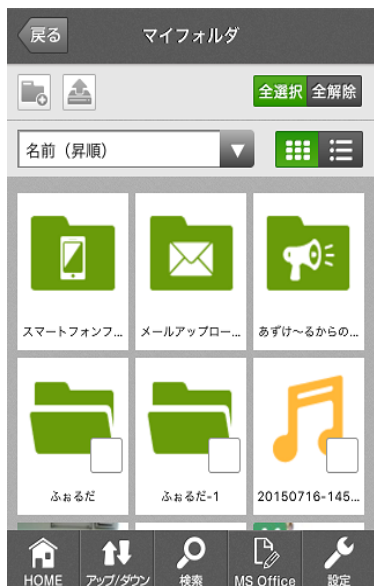 戻る
マイフォルダ
全選択 全解除
名前（昇順）
スマートフォンフ...
メールアップロー...
あずけ〜るからの...
ふぉるだ
ふぉるだ-1
20150716-145...
HOME
アップ/ダウン
検索
MS Office
設定